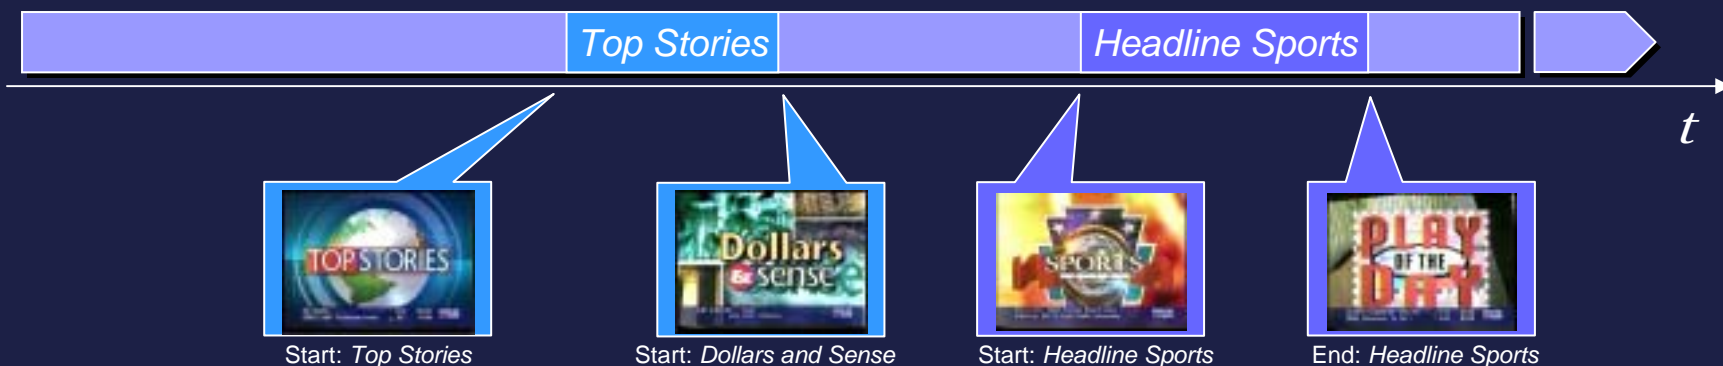 Top Stories
Headline Sports
t
TOP STORIES
Dollars
& sense
SPORTS
PLAY
OF THE
DAY
Start: Top Stories
Start: Dollars and Sense
Start: Headline Sports
End: Headline Sports